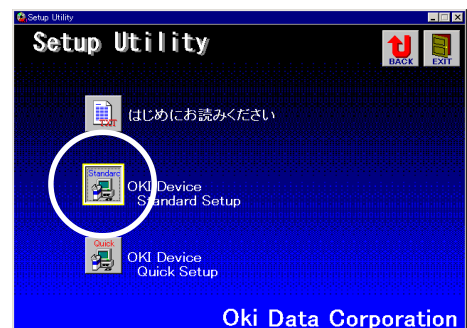 Setup Utility
Setup Utility
BACK
EXIT
TXT
はじめにお読みください
Standard
OKI Device
Standard Setup
Quick
OKI Device
Quick Setup
Oki Data Corporation